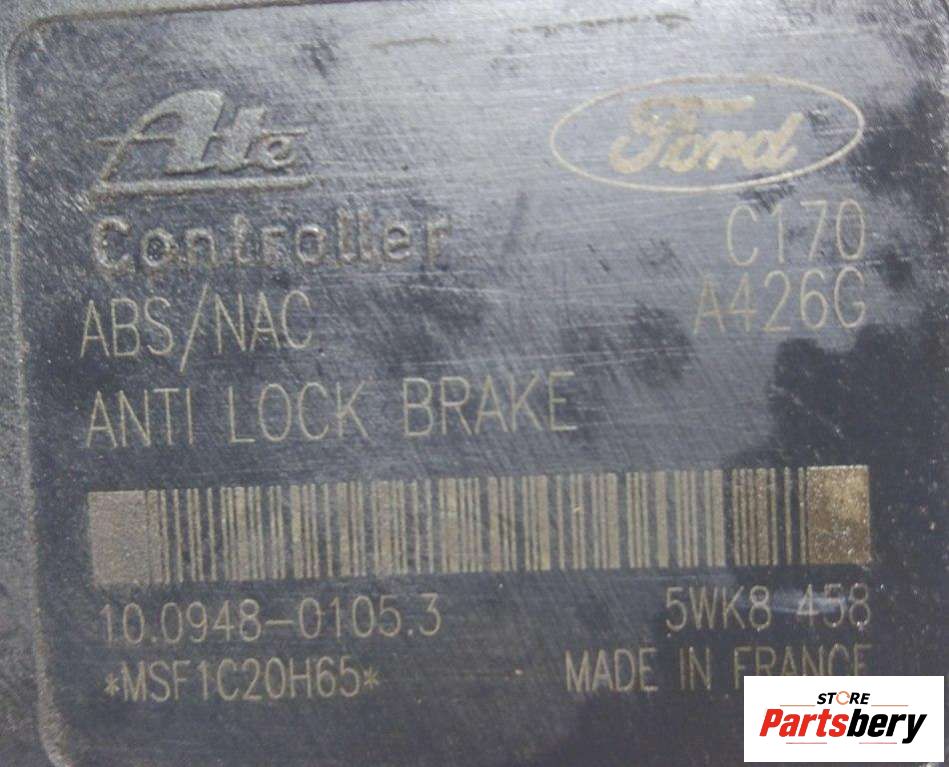 Ate
Ford
Controller
C170
ABS/NAC
A426G
ANTI LOCK BRAKE
10.0948-0105.3
5WK8 458
*MSF1C20H65*
MADE IN FRANCE
STORE
Partsbery